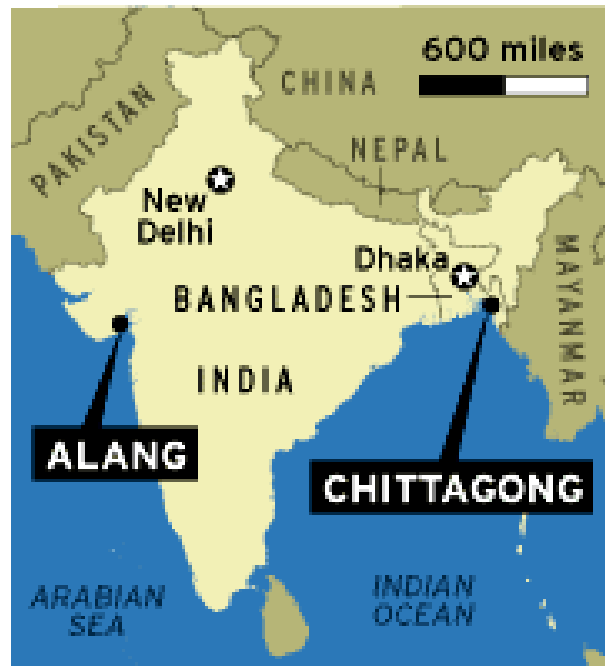 600 miles
CHINA
PAKISTAN
NEPAL
New
Delhi
Dhaka
BANGLADESH
MAYANMAR
INDIA
ALANG
CHITTAGONG
ARABIAN
SEA
INDIAN
OCEAN